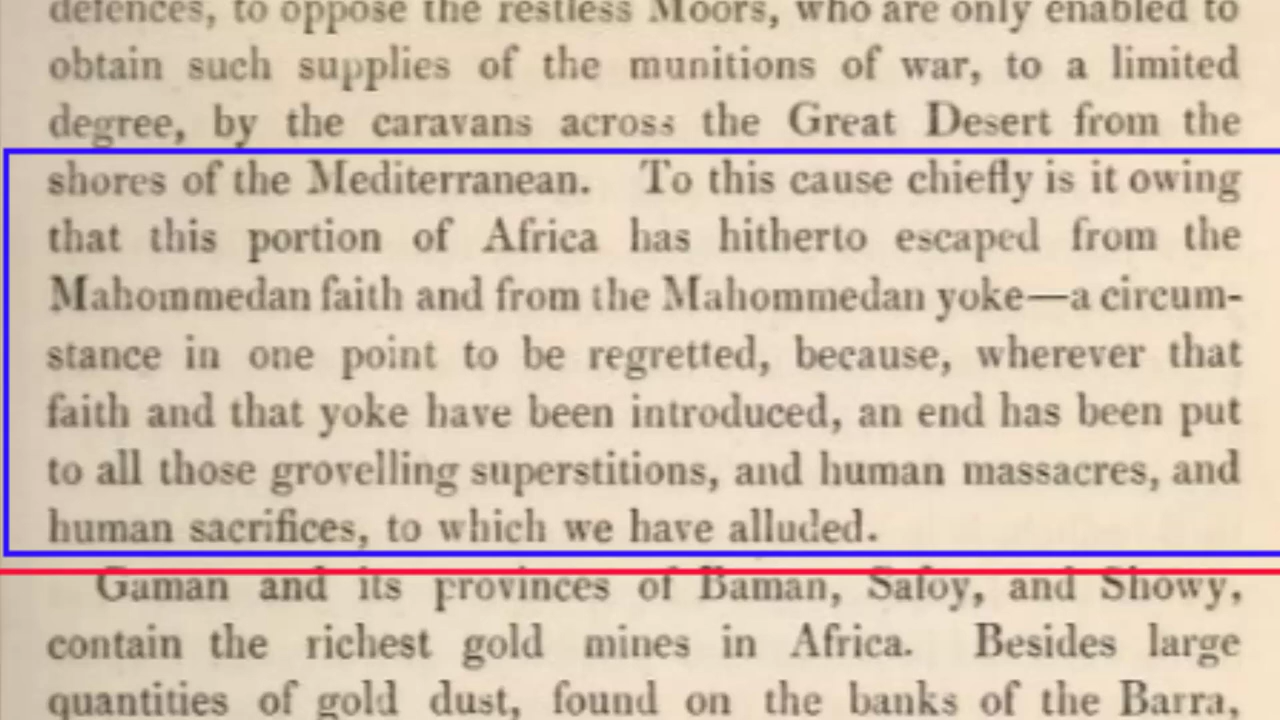 defences, to oppose the restless Moors, who are only enabled to
obtain such supplies of the munitions of war, to a limited
degree, by the caravans across the Great Desert from the
shores of the Mediterranean. To this cause chiefly is it owing
that this portion of Africa has hitherto escaped from the
Mahommedan faith and from the Mahommedan yoke—a circum-
stance in one point to be regretted, because, wherever that
faith and that yoke have been introduced, an end has been put
to all those grovelling superstitions, and human massacres, and
human sacrifices, to which we have alluded.
Gaman and its provinces of Baman, Safoy, and Showy,
contain the richest gold mines in Africa. Besides large
quantities of gold dust, found on the banks of the Barra,